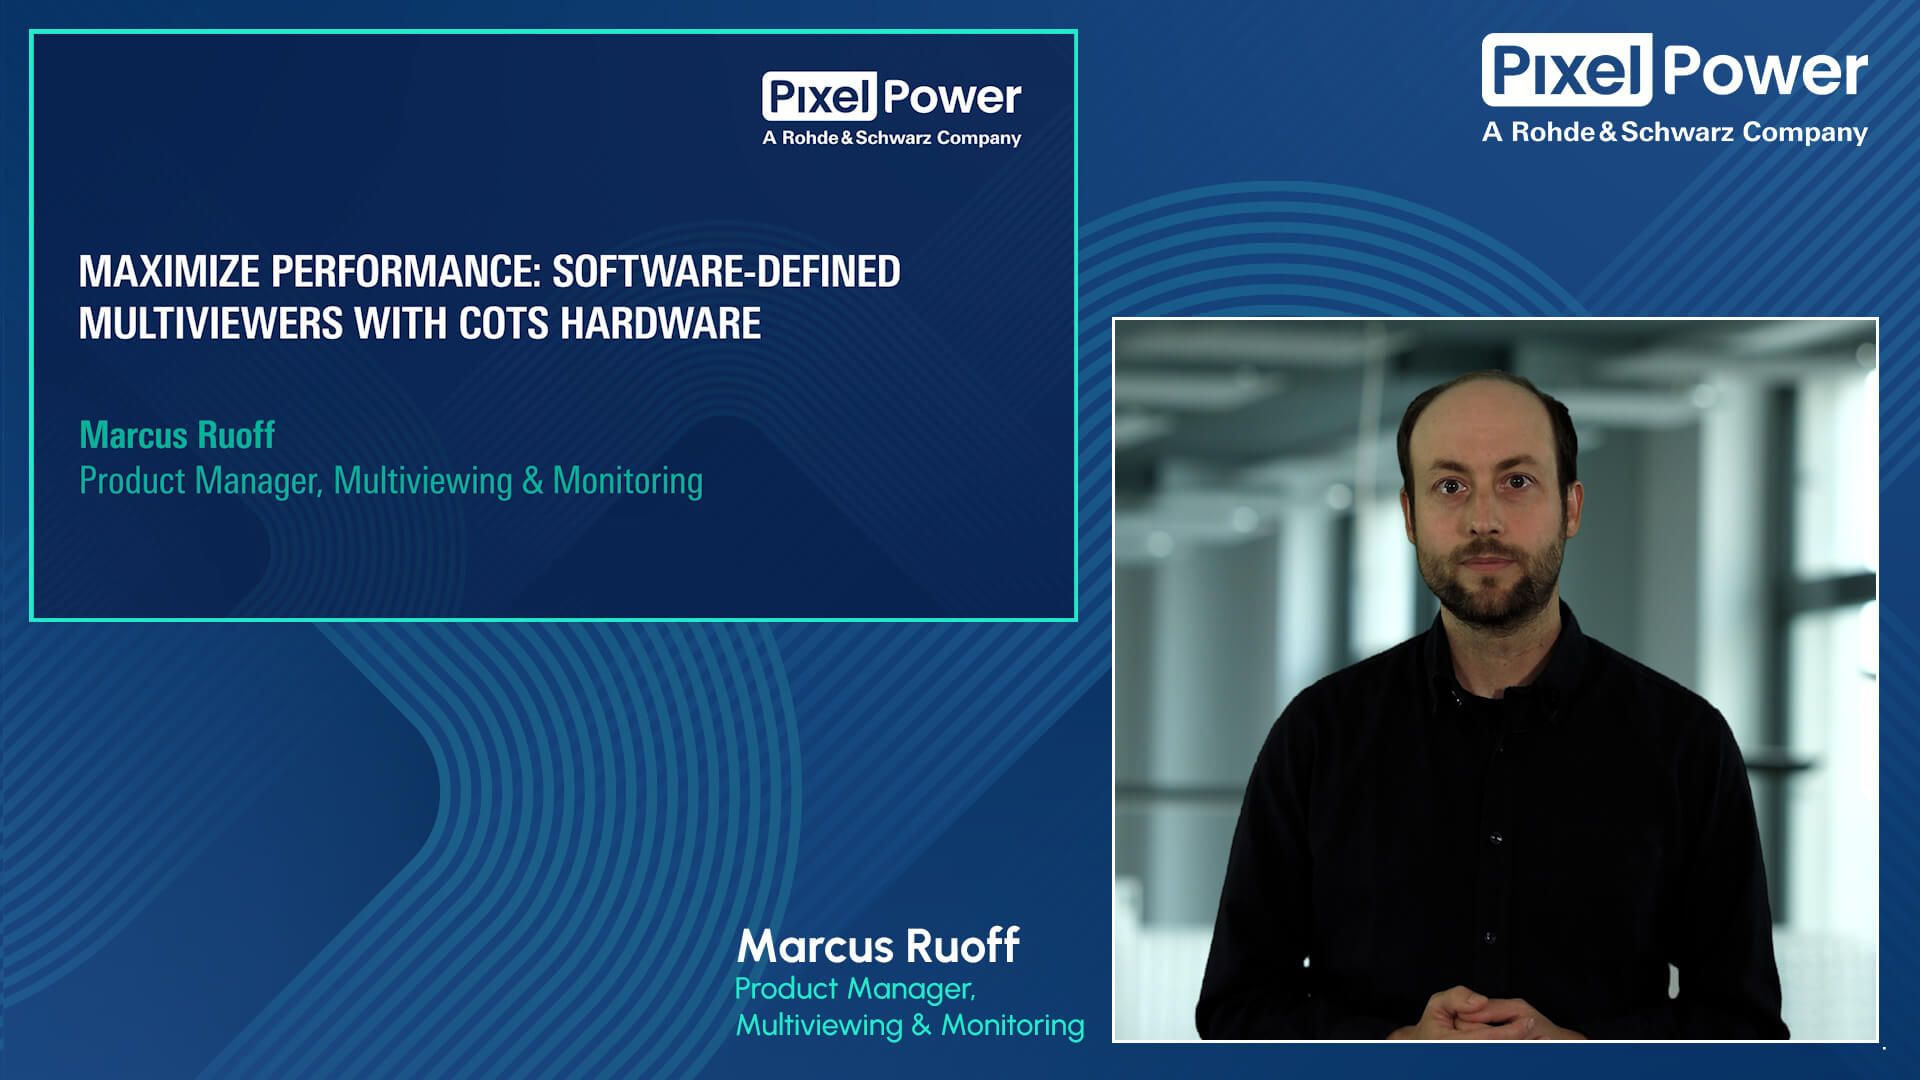 Pixel Power
A Rohde & Schwarz Company
MAXIMIZE PERFORMANCE: SOFTWARE-DEFINED
MULTIVIEWERS WITH COTS HARDWARE
Marcus Ruoff
Product Manager, Multiviewing & Monitoring
Pixel Power
A Rohde & Schwarz Company
Marcus Ruoff
Product Manager,
Multiviewing & Monitoring